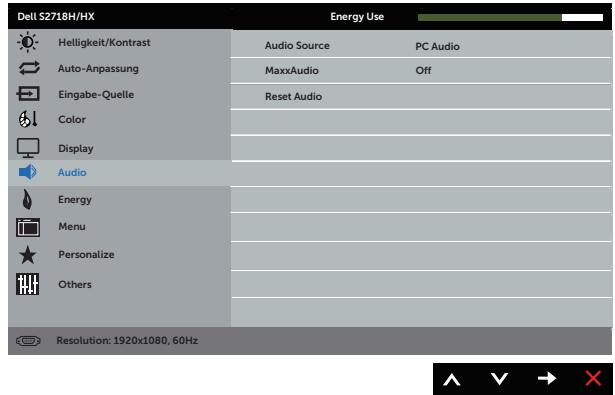 Dell S2718H/HX Energy Use
Helligkeit/Kontrast
Auto-Anpassung
Eingabe-Quelle
Color
Display
Audio
Energy
Menu
Personalize
Others
Audio Source PC Audio
MaxxAudio Off
Reset Audio
Resolution: 1920x1080, 60Hz